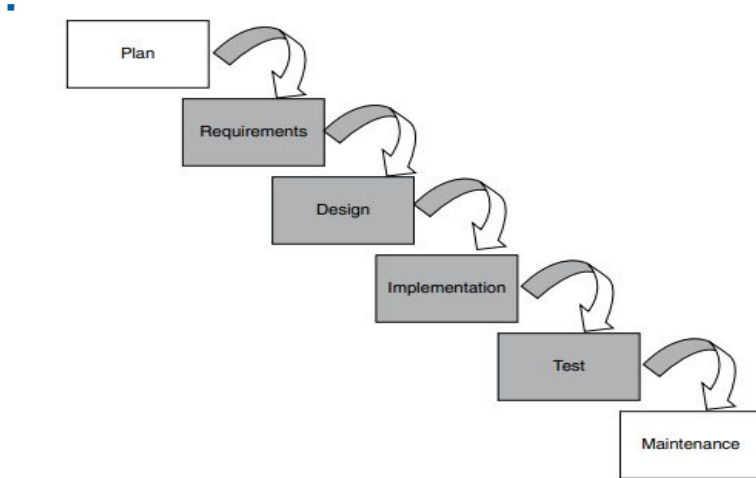 Plan
Requirements
Design
Implementation
Test
Maintenance